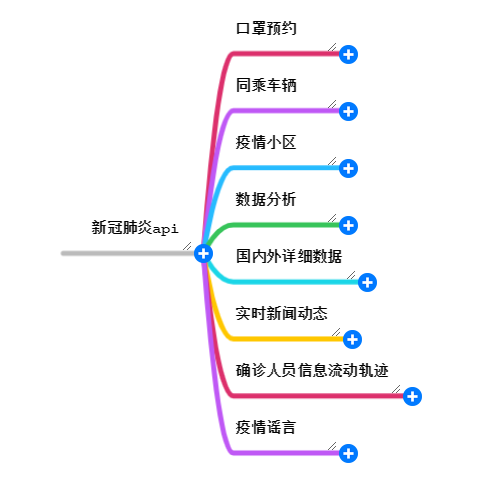 口罩预约
同乘车辆
疫情小区
数据分析
新冠肺炎api
国内外详细数据
实时新闻动态
确诊人员信息流动轨迹
疫情谣言